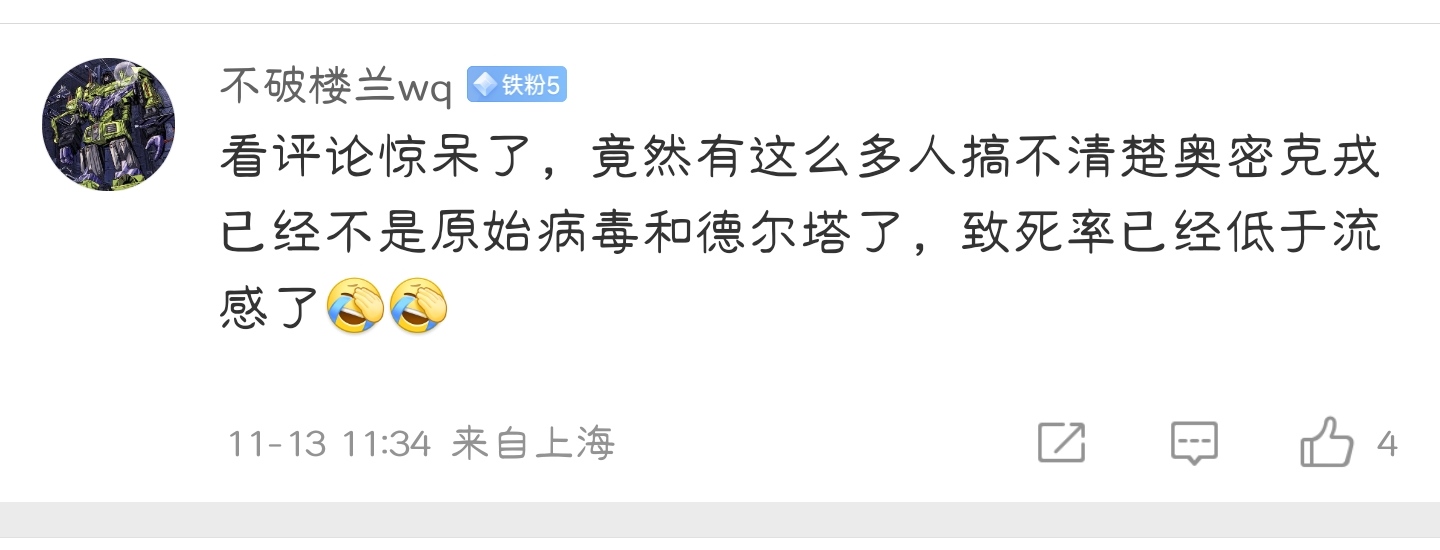 不破楼兰wq 铁粉5
看评论惊呆了，竟然有这么多人搞不清楚奥密克戎
已经不是原始病毒和德尔塔了，致死率已经低于流
感了🤣🤣
11-13 11:34 来自上海 4